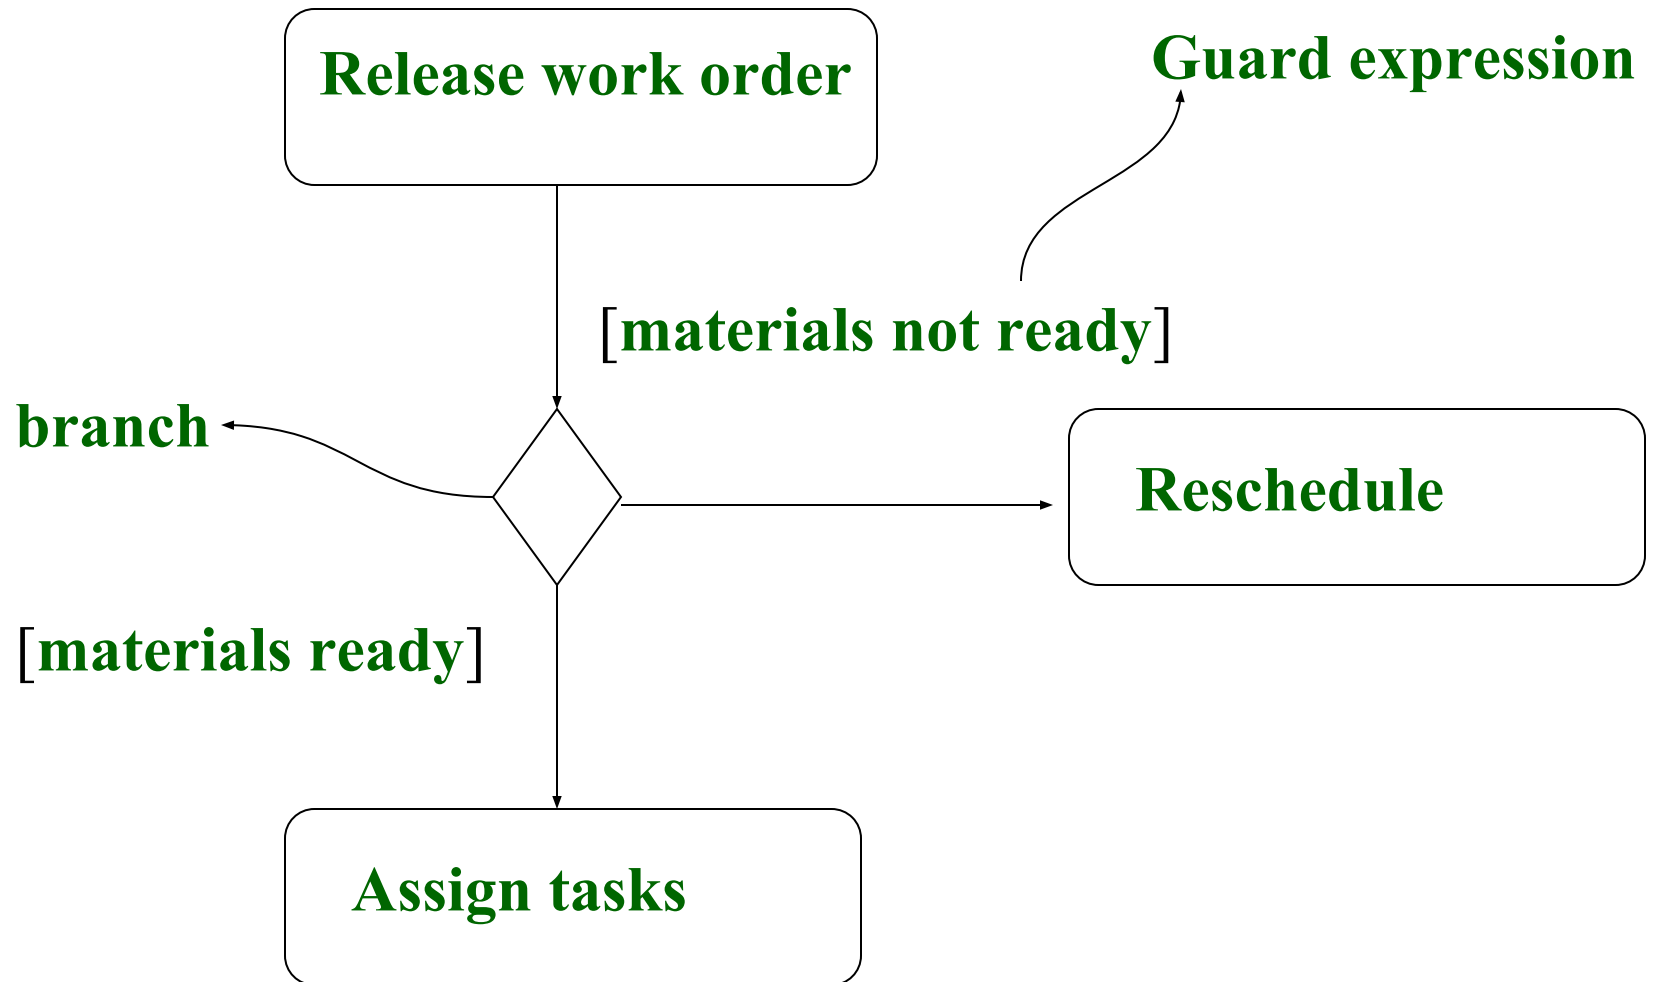 Release work order
Guard expression
[materials not ready]
branch
Reschedule
[materials ready]
Assign tasks